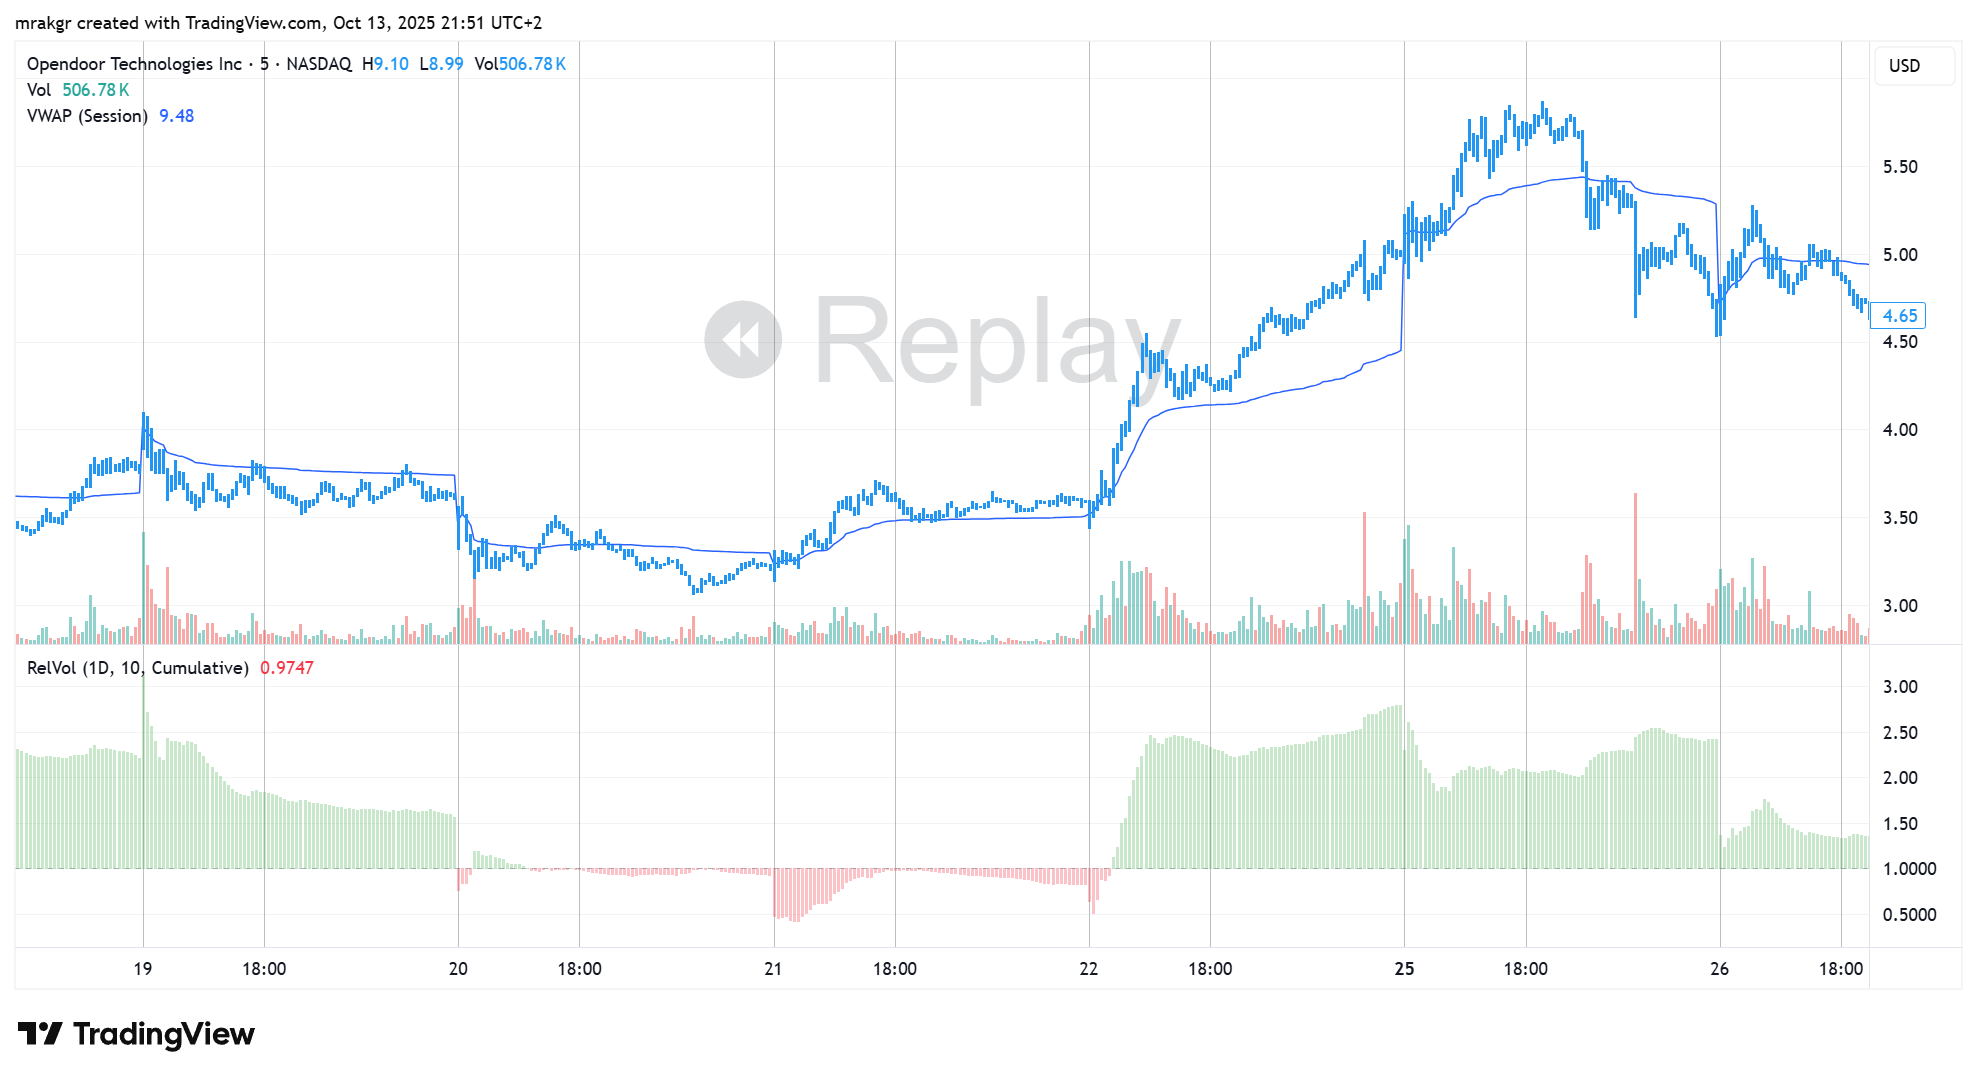 mrakgr created with TradingView.com, Oct 13, 2025 21:51 UTC+2
Opendoor Technologies Inc · 5 · NASDAQ H9.10 L8.99 Vol506.78K
Vol 506.78K
VWAP (Session) 9.48
USD
5.50
5.00
4.65
4.50
4.00
3.50
3.00
Replay
RelVol (1D, 10, Cumulative) 0.9747
3.00
2.50
2.00
1.50
1.0000
0.5000
19 18:00 20 18:00 21 18:00 22 18:00 25 18:00 26 18:00
TradingView